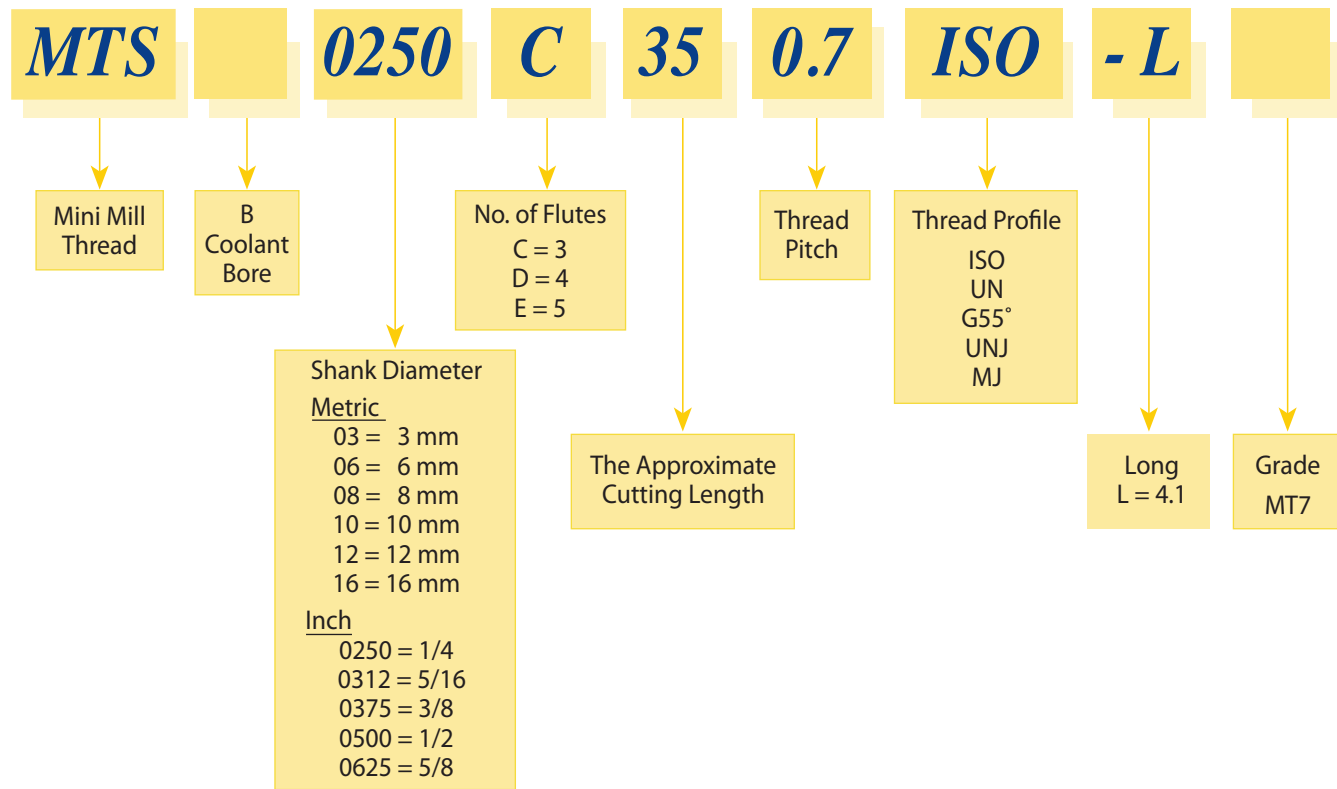 MTS 0250 C 35 0.7 ISO - L
Mini Mill
Thread
B
Coolant
Bore
Shank Diameter
Metric
03 = 3 mm
06 = 6 mm
08 = 8 mm
10 = 10 mm
12 = 12 mm
16 = 16 mm
Inch
0250 = 1/4
0312 = 5/16
0375 = 3/8
0500 = 1/2
0625 = 5/8
No. of Flutes
C = 3
D = 4
E = 5
The Approximate
Cutting Length
Thread
Pitch
Thread Profile
ISO
UN
G55˚
UNJ
MJ
Long
L = 4.1
Grade
MT7